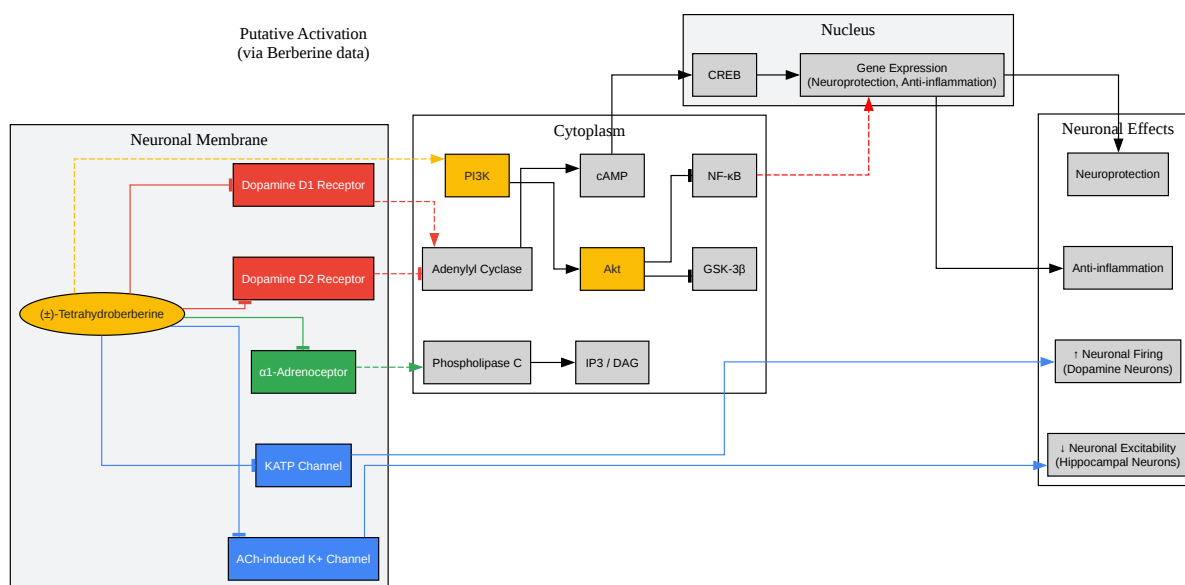 Putative Activation
(via Berberine data)
Nucleus
CREB
Gene Expression
(Neuroprotection, Anti-inflammation)
Neuronal Membrane
Cytoplasm
Neuronal Effects
Dopamine D1 Receptor
PI3K
cAMP
NF-κB
Neuroprotection
Dopamine D2 Receptor
Adenylyl Cyclase
Akt
GSK-3β
Anti-inflammation
(±)-Tetrahydroberberine
α1-Adrenoceptor
Phospholipase C
IP3 / DAG
↑ Neuronal Firing
(Dopamine Neurons)
KATP Channel
↓ Neuronal Excitability
(Hippocampal Neurons)
ACh-induced K+ Channel